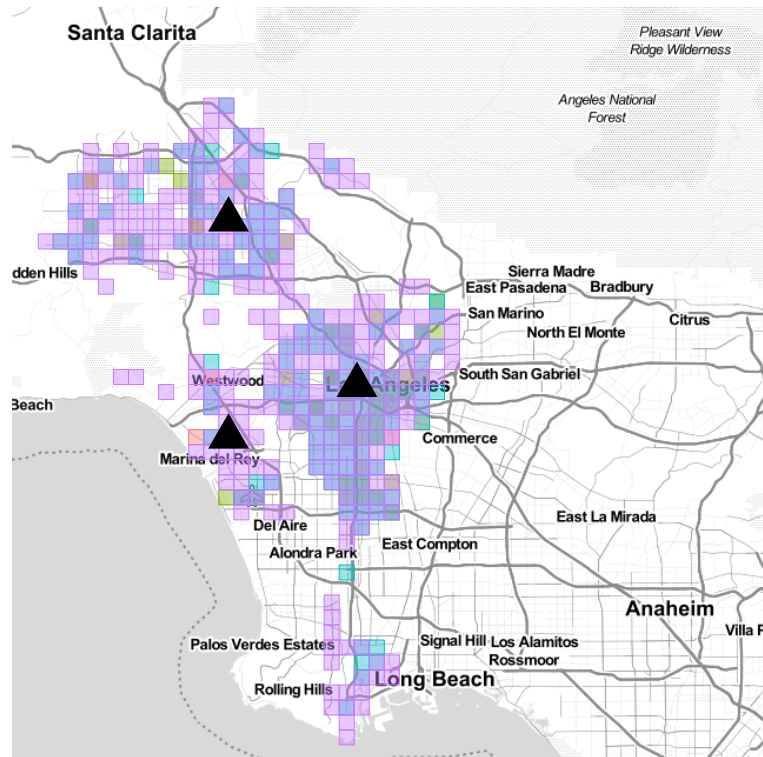 Santa Clarita
Pleasant View
Ridge Wilderness
Angeles National
Forest
dden Hills
Sierra Madre
East Pasadena
Bradbury
San Marino
Citrus
North El Monte
Westwood
Los Angeles
South San Gabriel
Beach
Commerce
Marina del Rey
East La Mirada
Del Aire
East Compton
Alondra Park
Anaheim
Villa P
Palos Verdes Estates
Signal Hill
Los Alamitos
Rossmoor
Rolling Hills
Long Beach